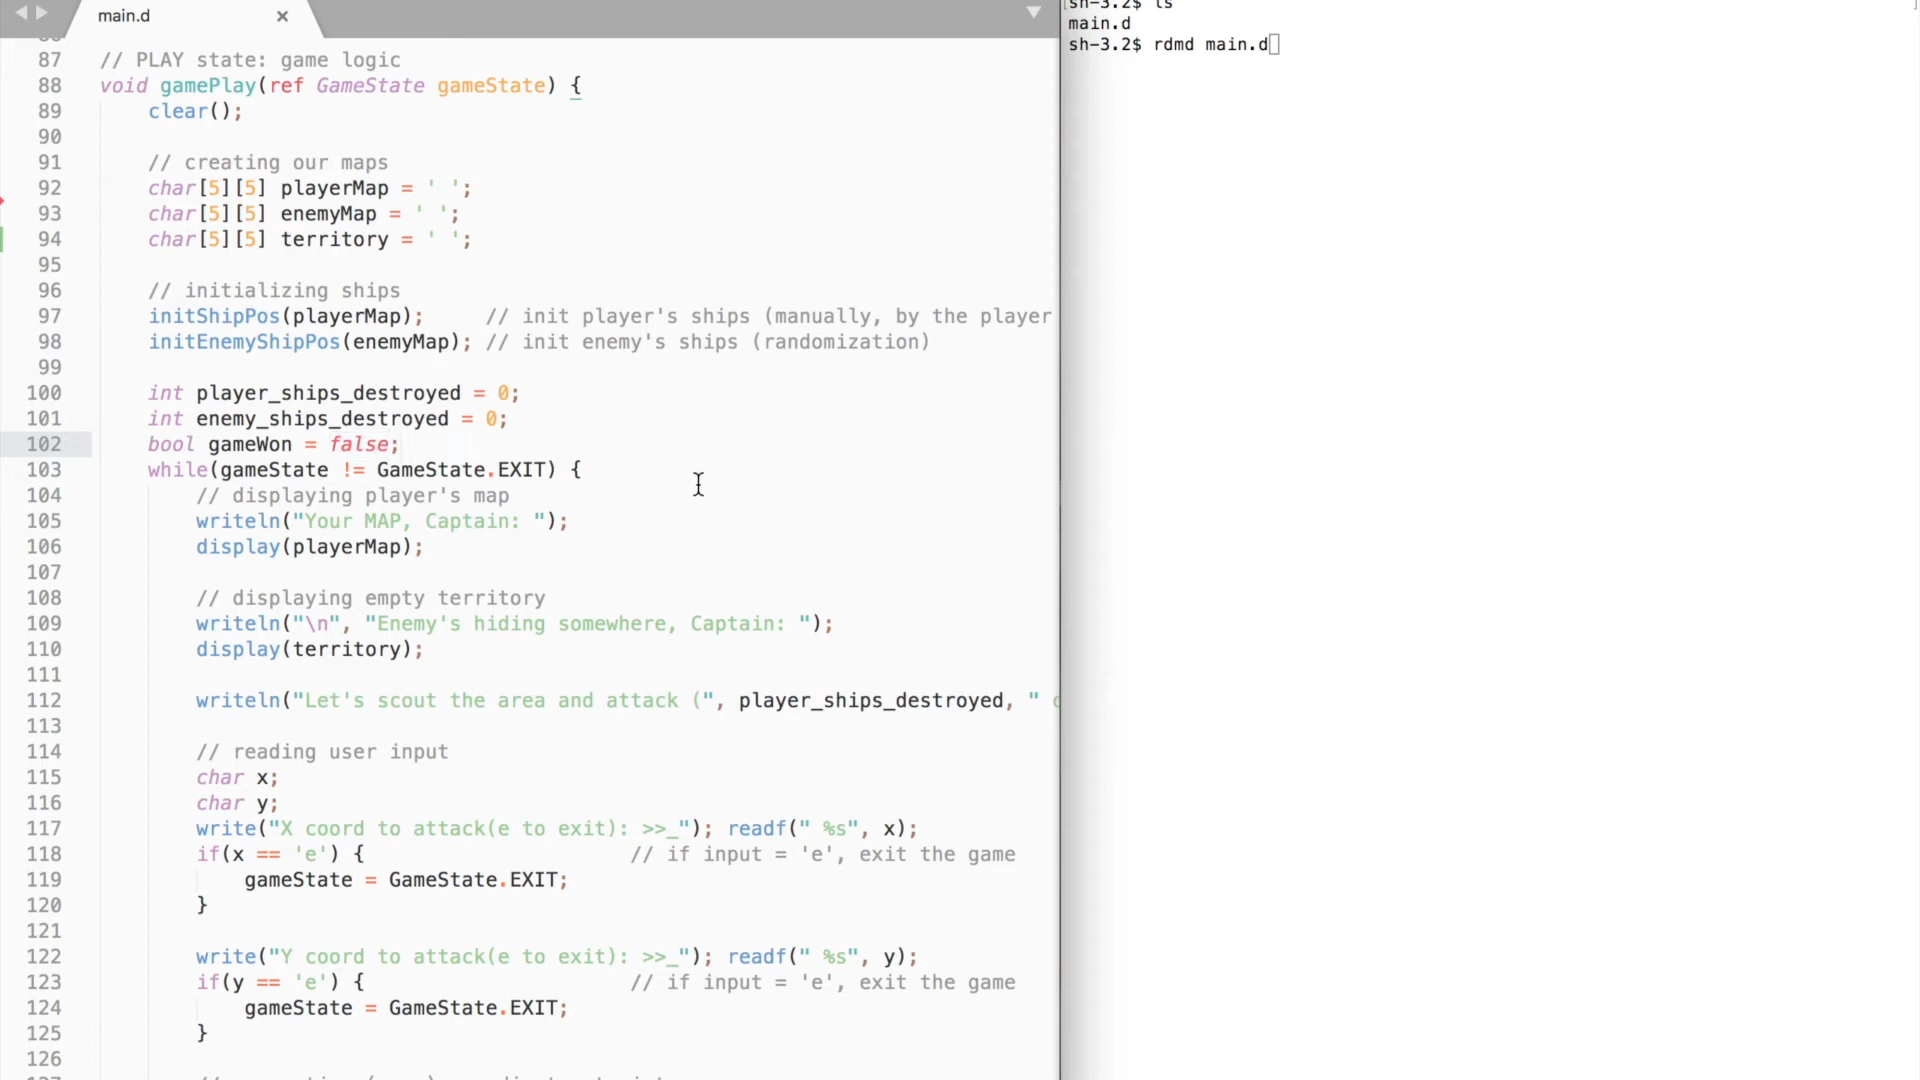 main.d
87 // PLAY state: game logic
88 void gamePlay(ref GameState gameState) {
89 clear();
90
91 // creating our maps
92 char[5][5] playerMap = ' ';
93 char[5][5] enemyMap = ' ';
94 char[5][5] territory = ' ';
95
96 // initializing ships
97 initShipPos(playerMap); // init player's ships (manually, by the player
98 initEnemyShipPos(enemyMap); // init enemy's ships (randomization)
99
100 int player_ships_destroyed = 0;
101 int enemy_ships_destroyed = 0;
102 bool gameWon = false;
103 while(gameState != GameState.EXIT) {
104 // displaying player's map
105 writeln("Your MAP, Captain: ");
106 display(playerMap);
107
108 // displaying empty territory
109 writeln("\n", "Enemy's hiding somewhere, Captain: ");
110 display(territory);
111
112 writeln("Let's scout the area and attack (", player_ships_destroyed, "
113
114 // reading user input
115 char x;
116 char y;
117 write("X coord to attack(e to exit): >>_"); readf(" %s", x);
118 if(x == 'e') { // if input = 'e', exit the game
119 gameState = GameState.EXIT;
120 }
121
122 write("Y coord to attack(e to exit): >>_"); readf(" %s", y);
123 if(y == 'e') { // if input = 'e', exit the game
124 gameState = GameState.EXIT;
125 }
126
sh-3.2$ ls
main.d
sh-3.2$ rdmd main.d